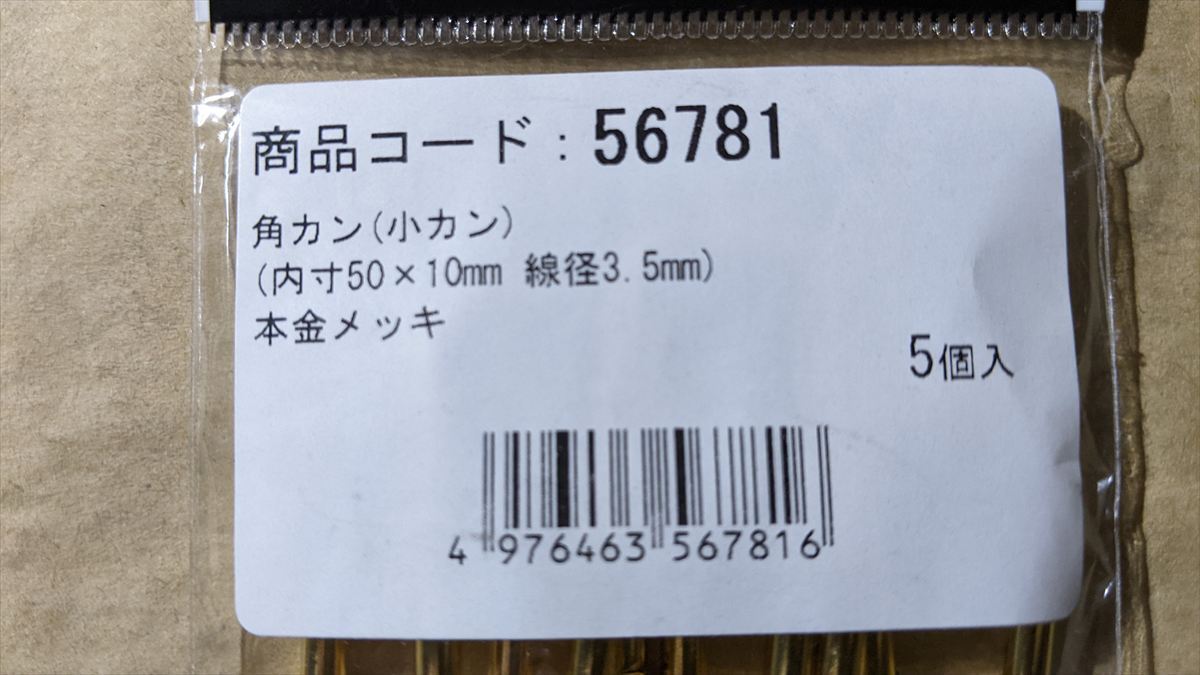 商品コード:56781
角カン(小カン)
(内寸50×10mm 線径3.5mm)
本金メッキ
5個入
4 976463 567816